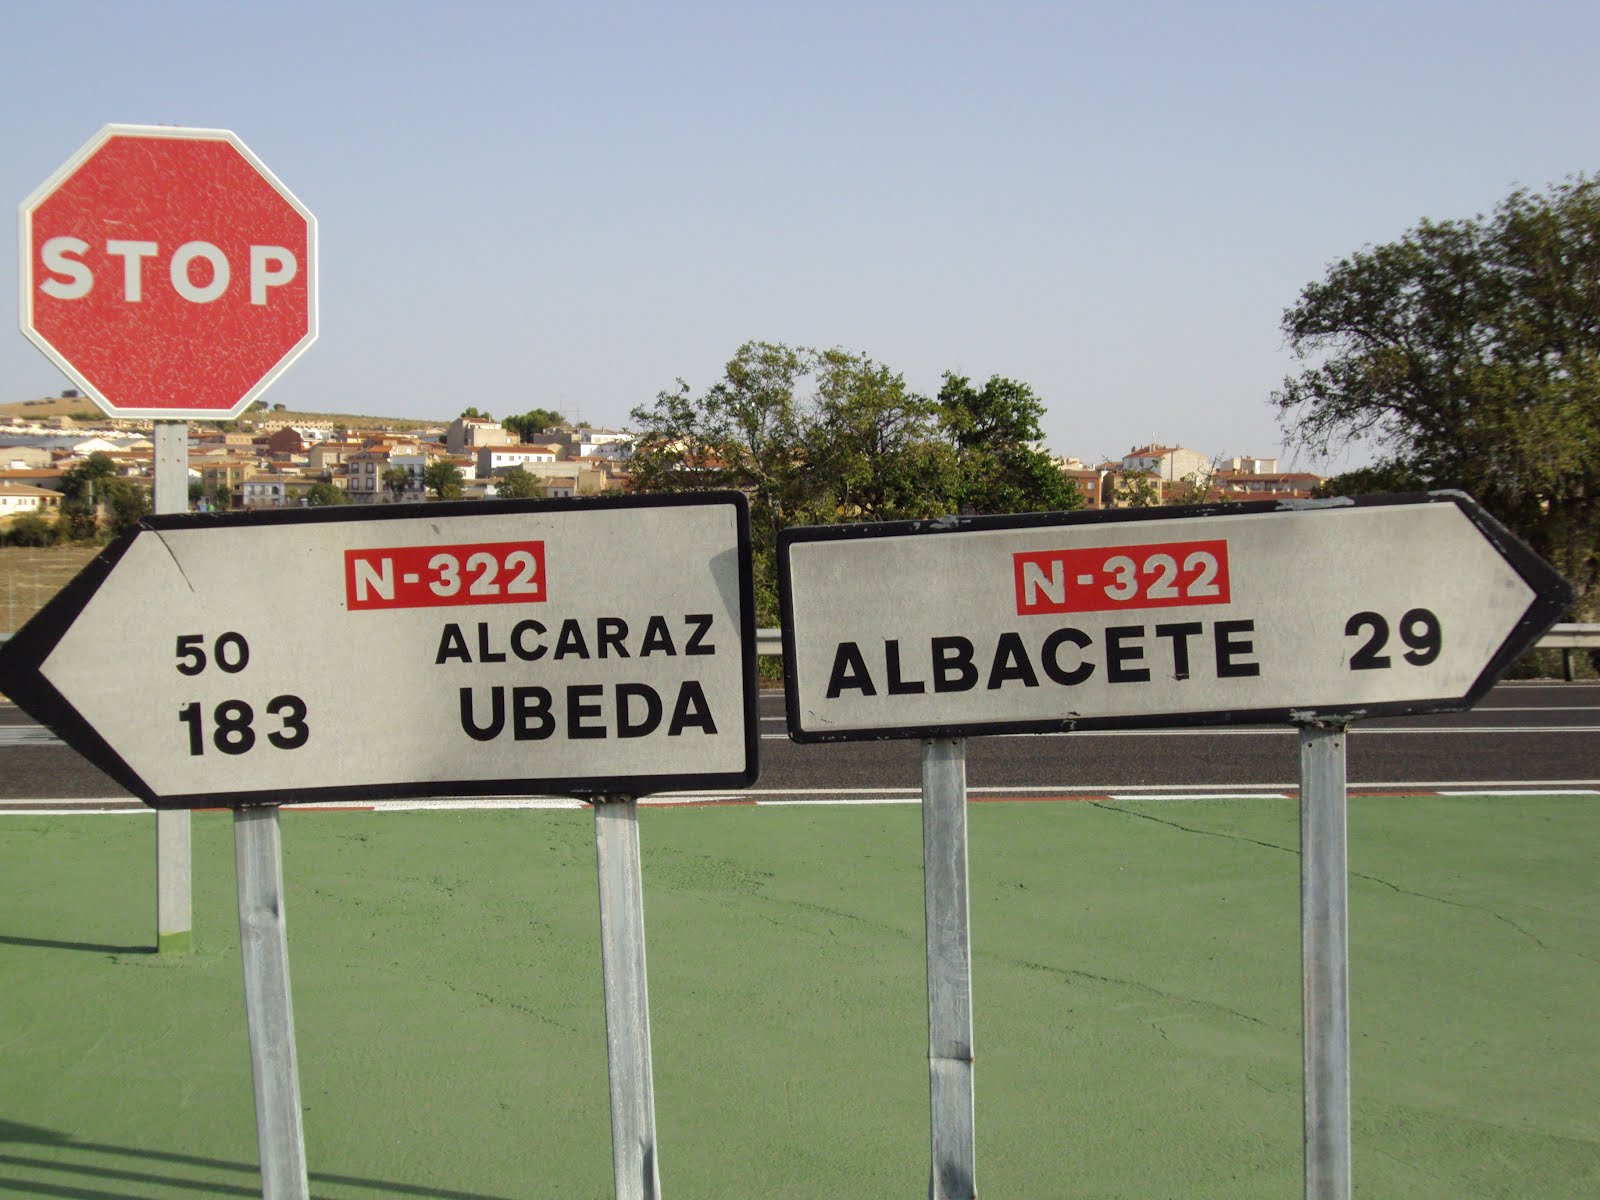 STOP
N-322
50 ALCARAZ
183 UBEDA
N-322
ALBACETE 29